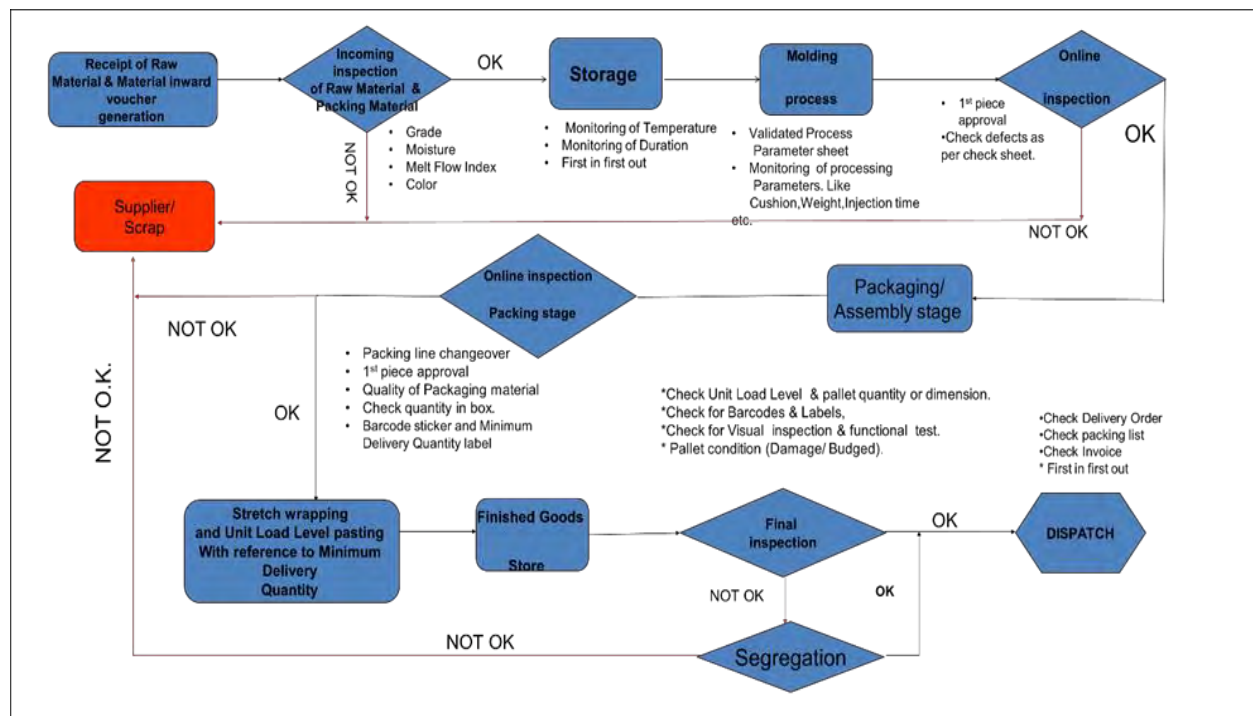 Receipt of Raw
Material & Material inward
voucher
generation
Incoming
inspection
of Raw Material &
Packing Material
OK
Storage
Molding
process
Online
inspection
OK
NOT OK
• Grade
• Moisture
• Melt Flow Index
• Color
• Monitoring of Temperature
• Monitoring of Duration
• First in first out
• Validated Process
Parameter sheet
• Monitoring of processing
Parameters. Like
Cushion,Weight,Injection time
etc.
• 1st piece
approval
•Check defects as
per check sheet.
NOT OK
Supplier/
Scrap
Online inspection
Packing stage
Packaging/
Assembly stage
NOT OK
NOT O.K.
OK
• Packing line changeover
• 1st piece approval
• Quality of Packaging material
• Check quantity in box.
• Barcode sticker and Minimum
Delivery Quantity label
*Check Unit Load Level & pallet quantity or dimension.
*Check for Barcodes & Labels,
*Check for Visual inspection & functional test.
* Pallet condition (Damage/ Budged).
•Check Delivery Order
•Check packing list
•Check Invoice
* First in first out
Stretch wrapping
and Unit Load Level pasting
With reference to Minimum
Delivery
Quantity
Finished Goods
Store
Final
inspection
OK
DISPATCH
NOT OK
OK
NOT OK
Segregation